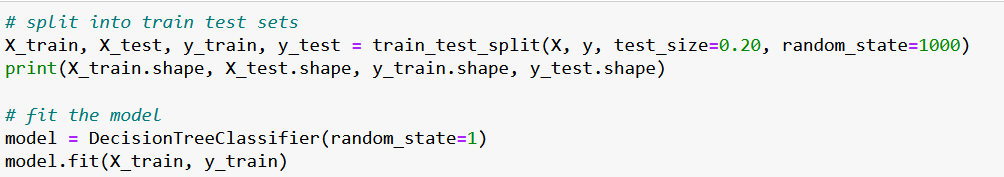 # split into train test sets
X_train, X_test, y_train, y_test = train_test_split(X, y, test_size=0.20, random_state=1000)
print(X_train.shape, X_test.shape, y_train.shape, y_test.shape)
# fit the model
model = DecisionTreeClassifier(random_state=1)
model.fit(X_train, y_train)